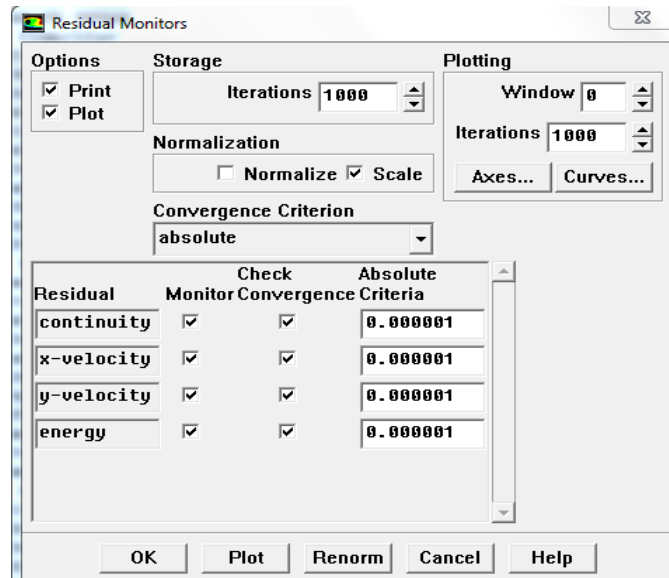 Residual Monitors
Options
Print
Plot
Storage
Iterations 1000
Normalization
Normalize Scale
Convergence Criterion
absolute
Plotting
Window 0
Iterations 1000
Axes... Curves...
Residual Monitor Check Convergence Absolute Criteria
continuity 0.000001
x-velocity 0.000001
y-velocity 0.000001
energy 0.000001
OK Plot Renorm Cancel Help